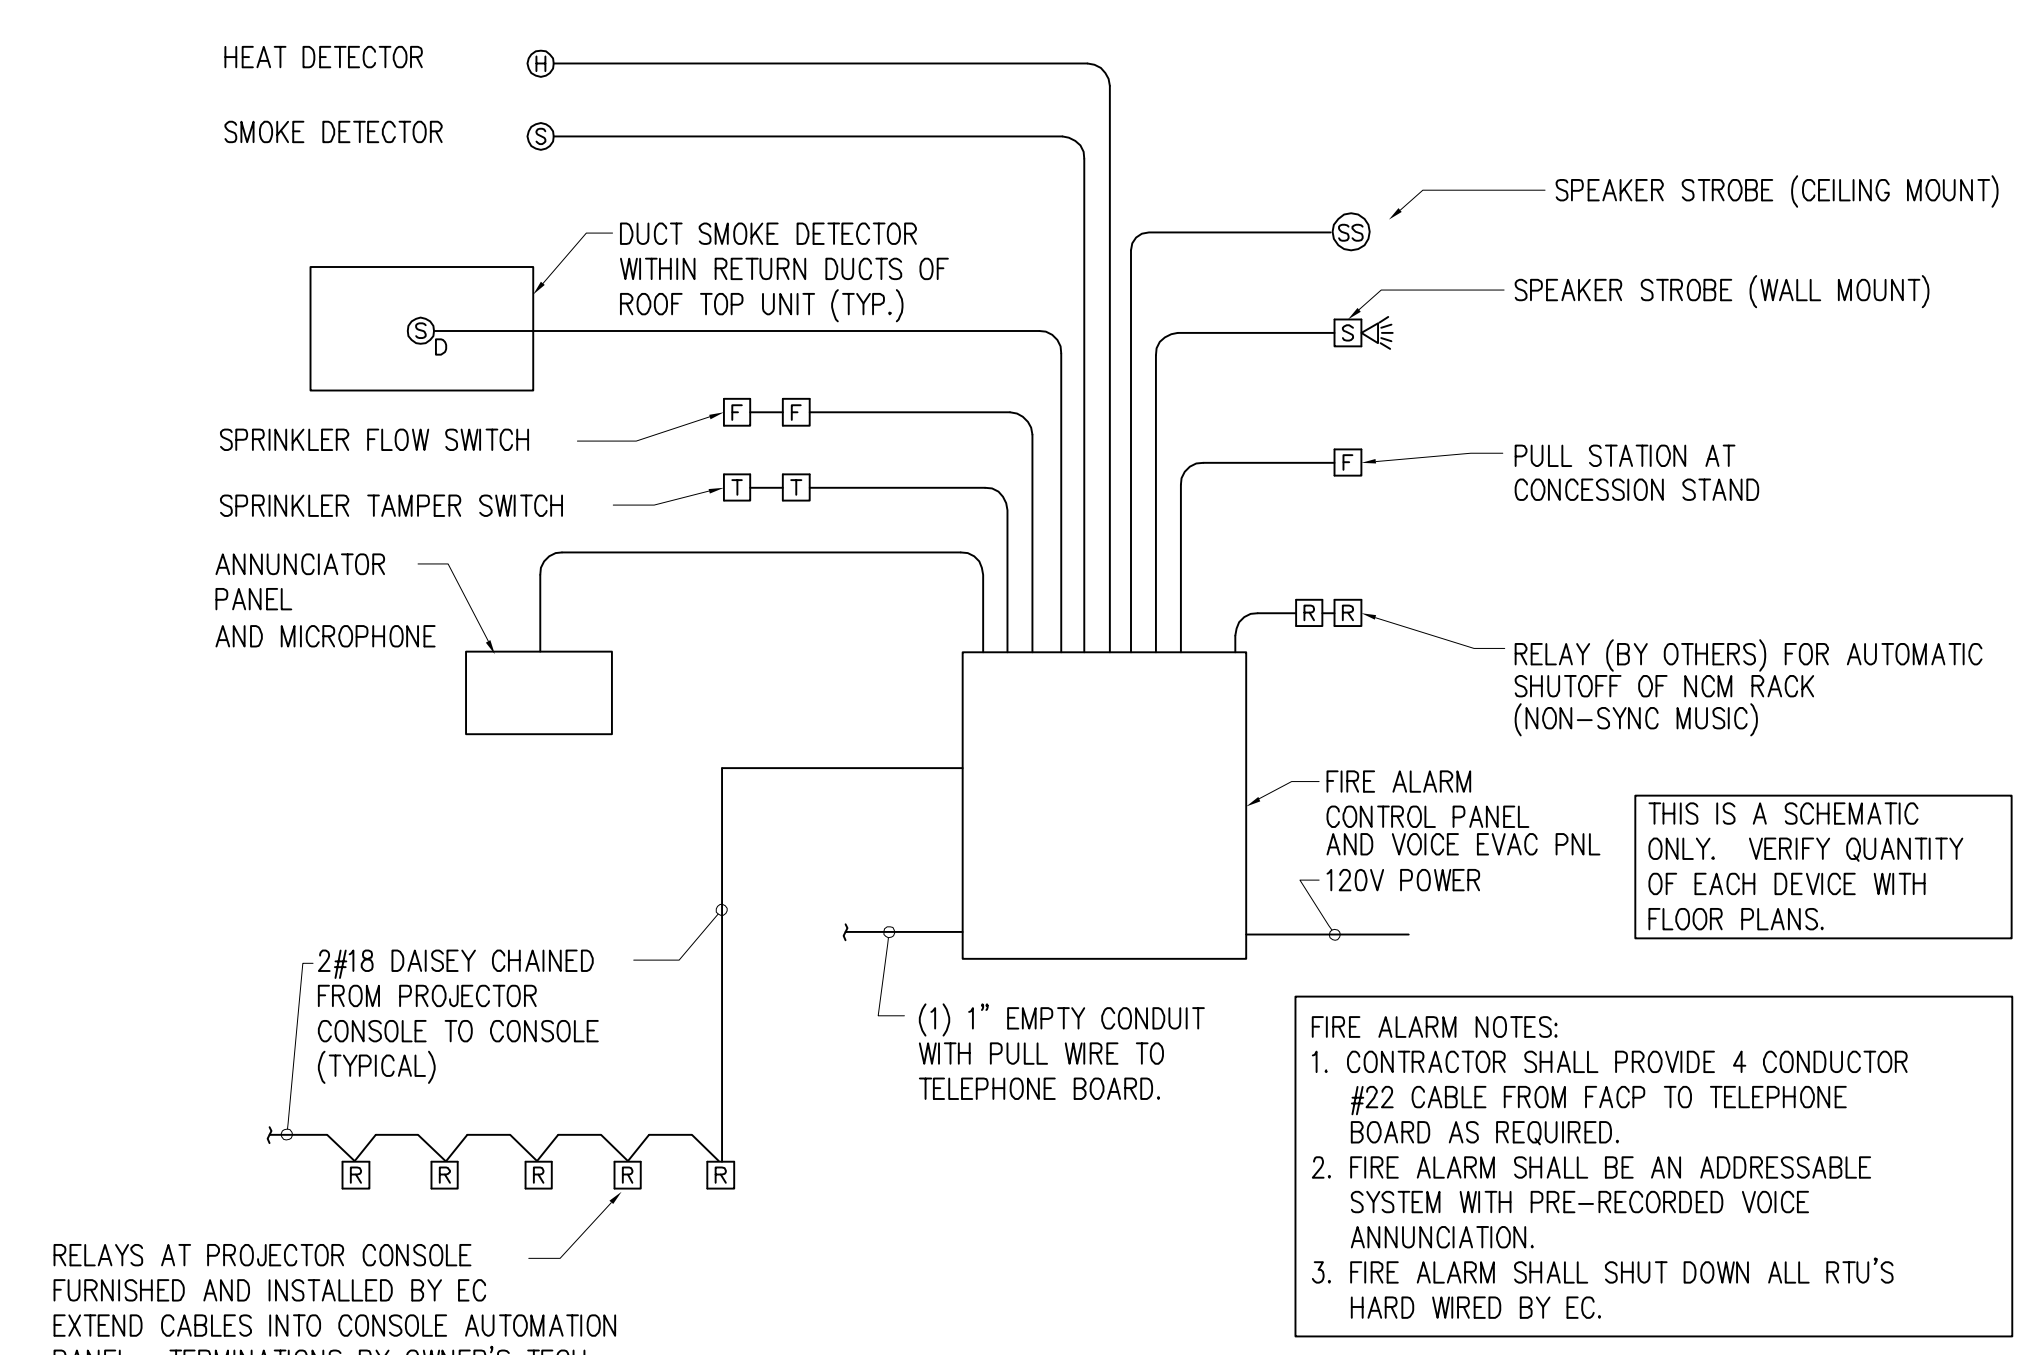 HEAT DETECTOR
H
SMOKE DETECTOR
S
SPEAKER STROBE (CEILING MOUNT)
SS
DUCT SMOKE DETECTOR
WITHIN RETURN DUCTS OF
ROOF TOP UNIT (TYP.)
S
D
SPEAKER STROBE (WALL MOUNT)
S
SPRINKLER FLOW SWITCH
F F
PULL STATION AT
CONCESSION STAND
F
SPRINKLER TAMPER SWITCH
T T
ANNUNCIATOR
PANEL
AND MICROPHONE
R R
RELAY (BY OTHERS) FOR AUTOMATIC
SHUTOFF OF NCM RACK
(NON-SYNC MUSIC)
FIRE ALARM
CONTROL PANEL
AND VOICE EVAC PNL
120V POWER
THIS IS A SCHEMATIC
ONLY. VERIFY QUANTITY
OF EACH DEVICE WITH
FLOOR PLANS.
2#18 DAISEY CHAINED
FROM PROJECTOR
CONSOLE TO CONSOLE
(TYPICAL)
(1) 1" EMPTY CONDUIT
WITH PULL WIRE TO
TELEPHONE BOARD.
R R R R R
RELAYS AT PROJECTOR CONSOLE
FURNISHED AND INSTALLED BY EC
EXTEND CABLES INTO CONSOLE AUTOMATION
PANEL. TERMINATIONS BY OWNER'S TECH
FIRE ALARM NOTES:
1. CONTRACTOR SHALL PROVIDE 4 CONDUCTOR
#22 CABLE FROM FACP TO TELEPHONE
BOARD AS REQUIRED.
2. FIRE ALARM SHALL BE AN ADDRESSABLE
SYSTEM WITH PRE-RECORDED VOICE
ANNUNCIATION.
3. FIRE ALARM SHALL SHUT DOWN ALL RTU'S
HARD WIRED BY EC.